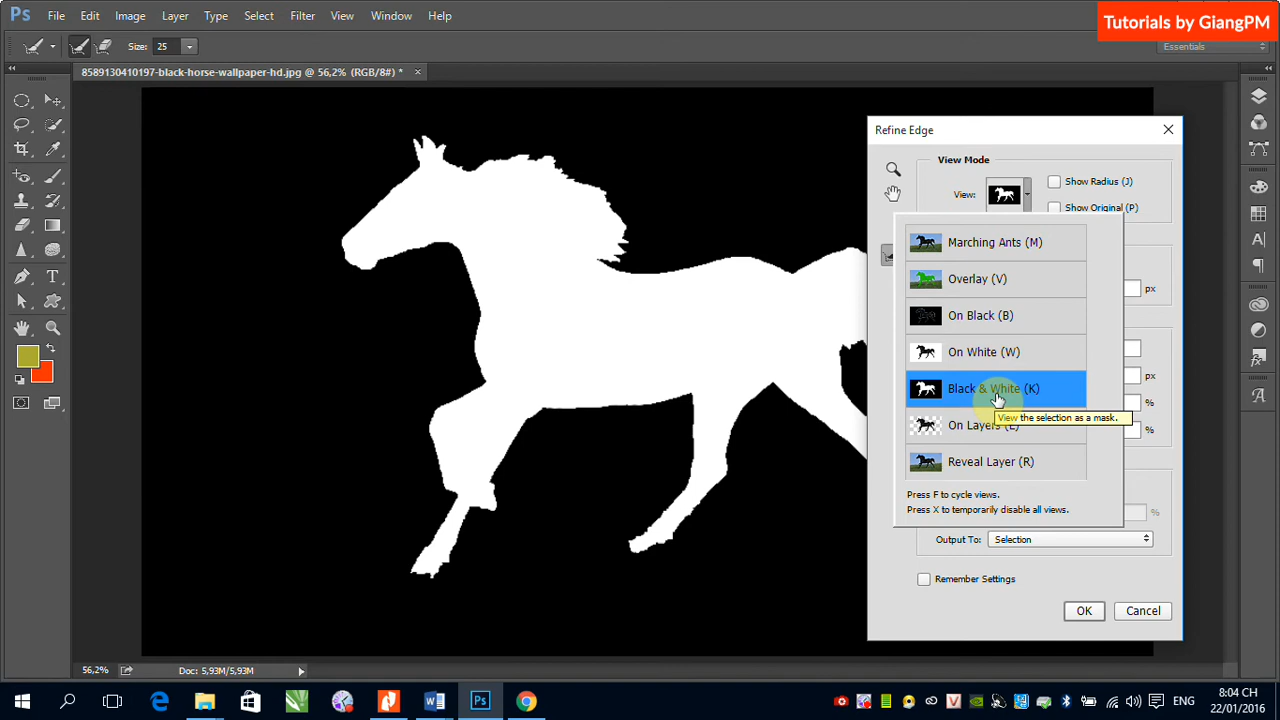 Ps File Edit Image Layer Type Select Filter View Window Help
Tutorials by GiangPM
Size: 25
Essentials
8589130410197-black-horse-wallpaper-hd.jpg @ 56,2% (RGB/8#) * ×
Refine Edge
View Mode
View:
Show Radius (J)
Show Original (P)
Marching Ants (M)
Overlay (V)
px
On Black (B)
On White (W)
px
Black & White (K)
%
View the selection as a mask.
On Layers (L)
%
Reveal Layer (R)
Press F to cycle views.
Press X to temporarily disable all views.
%
Output To: Selection
Remember Settings
OK Cancel
56,2% Doc: 5,93M/5,93M
ENG
8:04 CH
22/01/2016